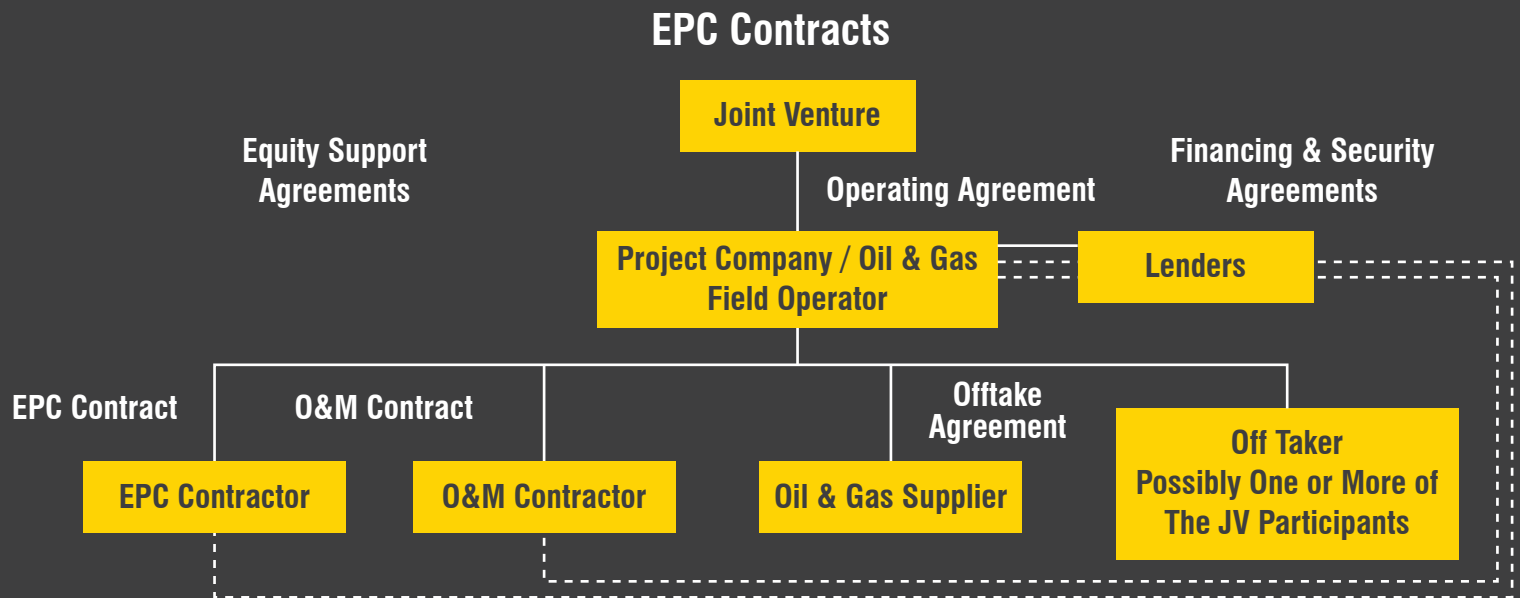 EPC Contracts
Joint Venture
Equity Support
Agreements
Operating Agreement
Financing & Security
Agreements
Project Company / Oil & Gas
Field Operator
Lenders
EPC Contract
O&M Contract
Offtake
Agreement
Off Taker
Possibly One or More of
The JV Participants
EPC Contractor
O&M Contractor
Oil & Gas Supplier